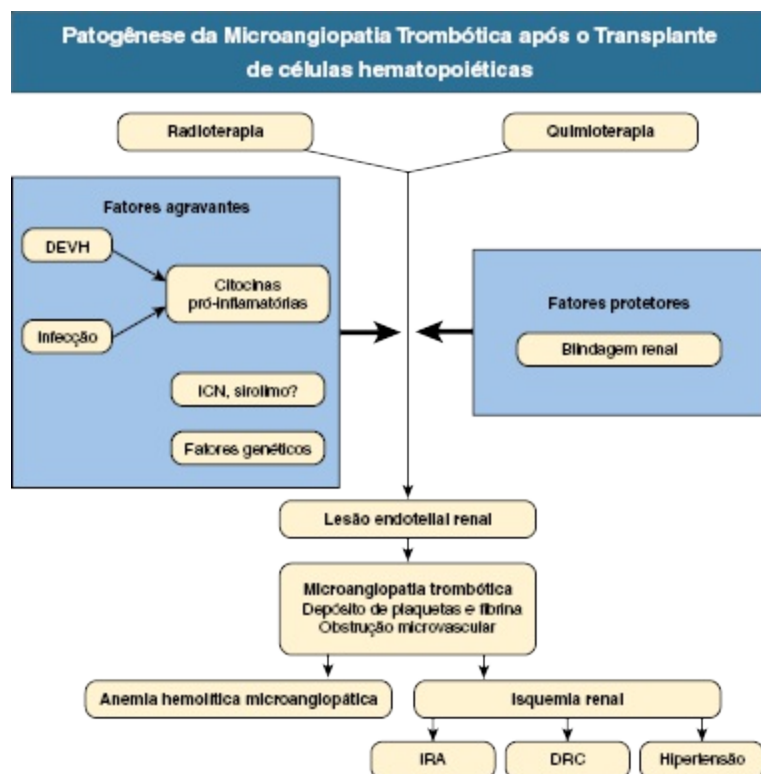 Patogênese da Microangiopatia Trombótica após o Transplante
de células hematopoiéticas
Radioterapia
Quimioterapia
Fatores agravantes
DEVH
Citocinas
pró-inflamatórias
Infecção
ICN, sirolimo?
Fatores genéticos
Fatores protetores
Blindagem renal
Lesão endotelial renal
Microangiopatia trombótica
Depósito de plaquetas e fibrina
Obstrução microvascular
Anemia hemolítica microangiopática
Isquemia renal
IRA
DRC
Hipertensão